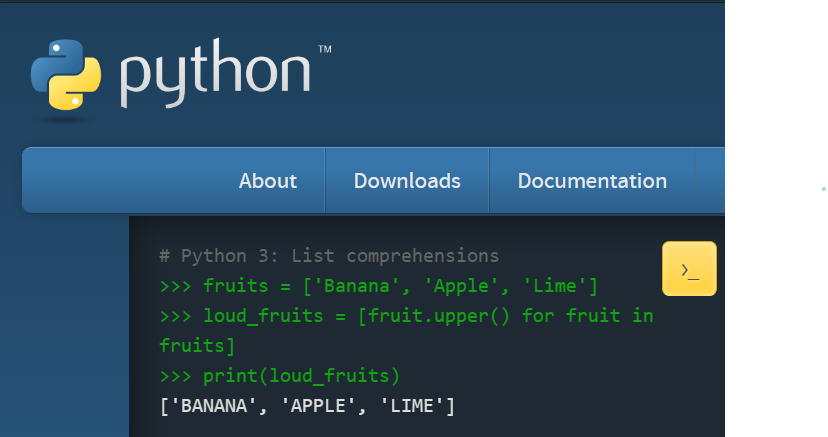 python™
About Downloads Documentation
# Python 3: List comprehensions
>>> fruits = ['Banana', 'Apple', 'Lime']
>>> loud_fruits = [fruit.upper() for fruit in
fruits]
>>> print(loud_fruits)
['BANANA', 'APPLE', 'LIME']
>_